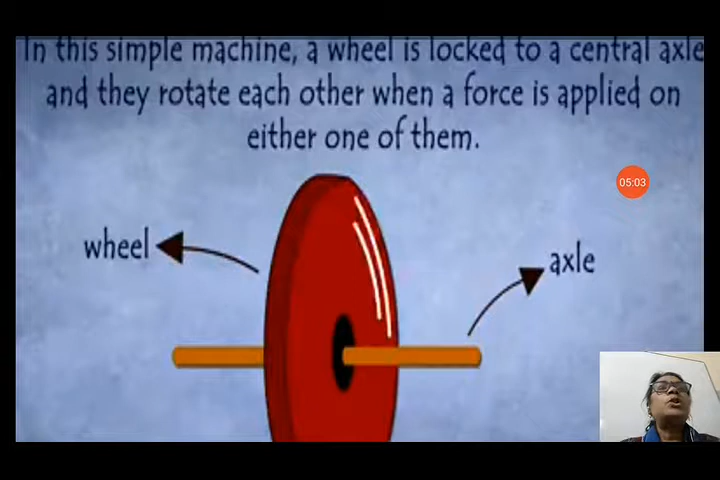 In this simple machine, a wheel is locked to a central axle
and they rotate each other when a force is applied on
either one of them.
05:03
wheel
axle